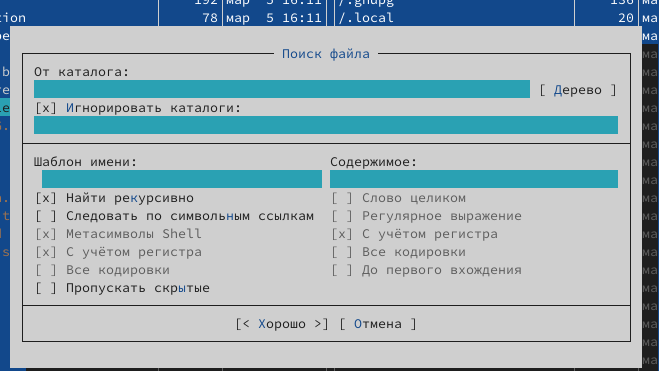 192 мар 5 16:11 /.gnupg 136
tion 78 мар 5 16:11 /.local 20 ма
Поиск файла
От каталога:
[ Дерево ]
[x] Игнорировать каталоги:
Шаблон имени: Содержимое:
[x] Найти рекурсивно [ ] Слово целиком
[ ] Следовать по символьным ссылкам [ ] Регулярное выражение
[x] Метасимволы Shell [x] С учётом регистра
[x] С учётом регистра [ ] Все кодировки
[ ] Все кодировки [ ] До первого вхождения
[ ] Пропускать скрытые
[< Хорошо >] [ Отмена ]